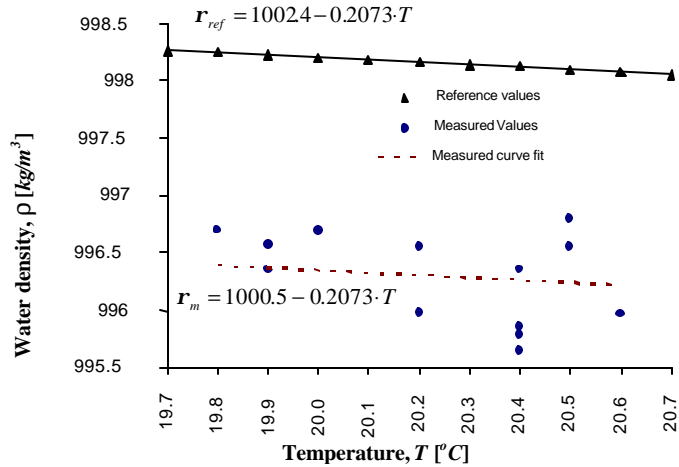 r_ref = 1002.4 − 0.2073·T
998.5
998
997.5
997
996.5
996
995.5
Water density, ρ [kg/m³]
Reference values
Measured Values
Measured curve fit
r_m = 1000.5 − 0.2073·T
19.7
19.8
19.9
20.0
20.1
20.2
20.3
20.4
20.5
20.6
20.7
Temperature, T [°C]